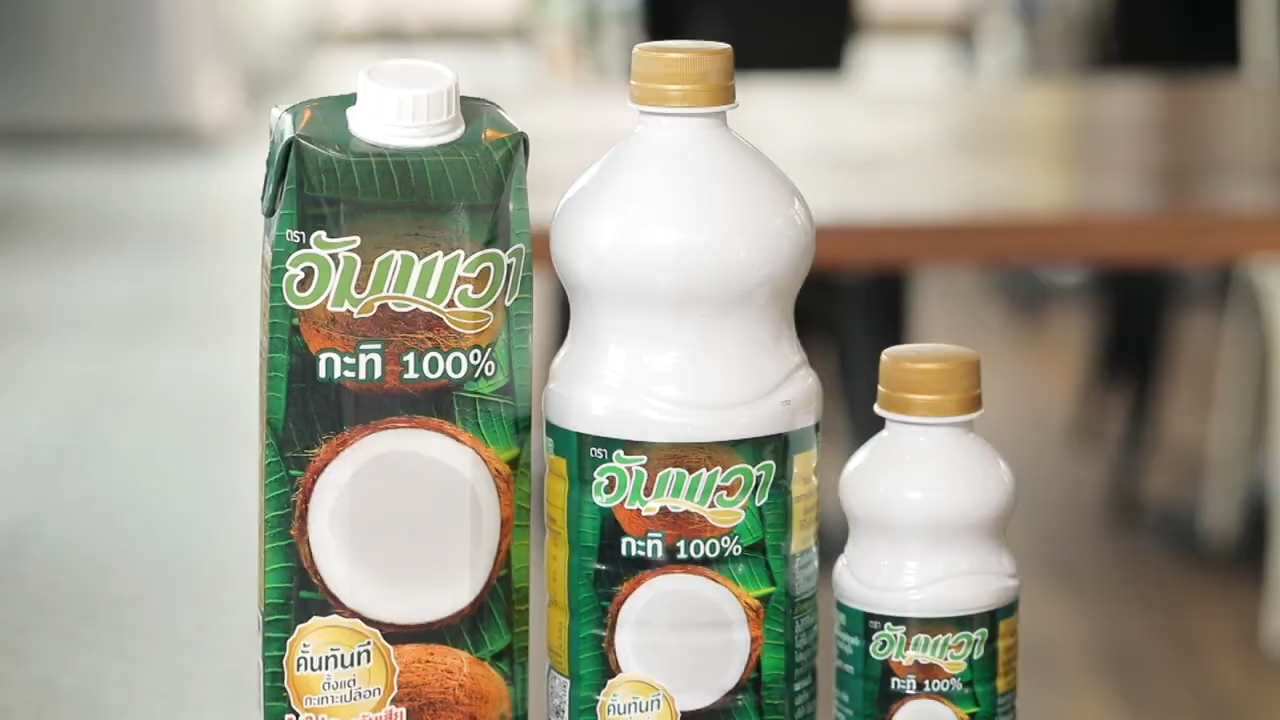 ตรา
อัมพวา
กะทิ 100%
คั้นทันที
ตั้งแต่
กะเทาะเปลือก
ตรา
อัมพวา
กะทิ 100%
คั้นทันที
ตรา
อัมพวา
กะทิ 100%